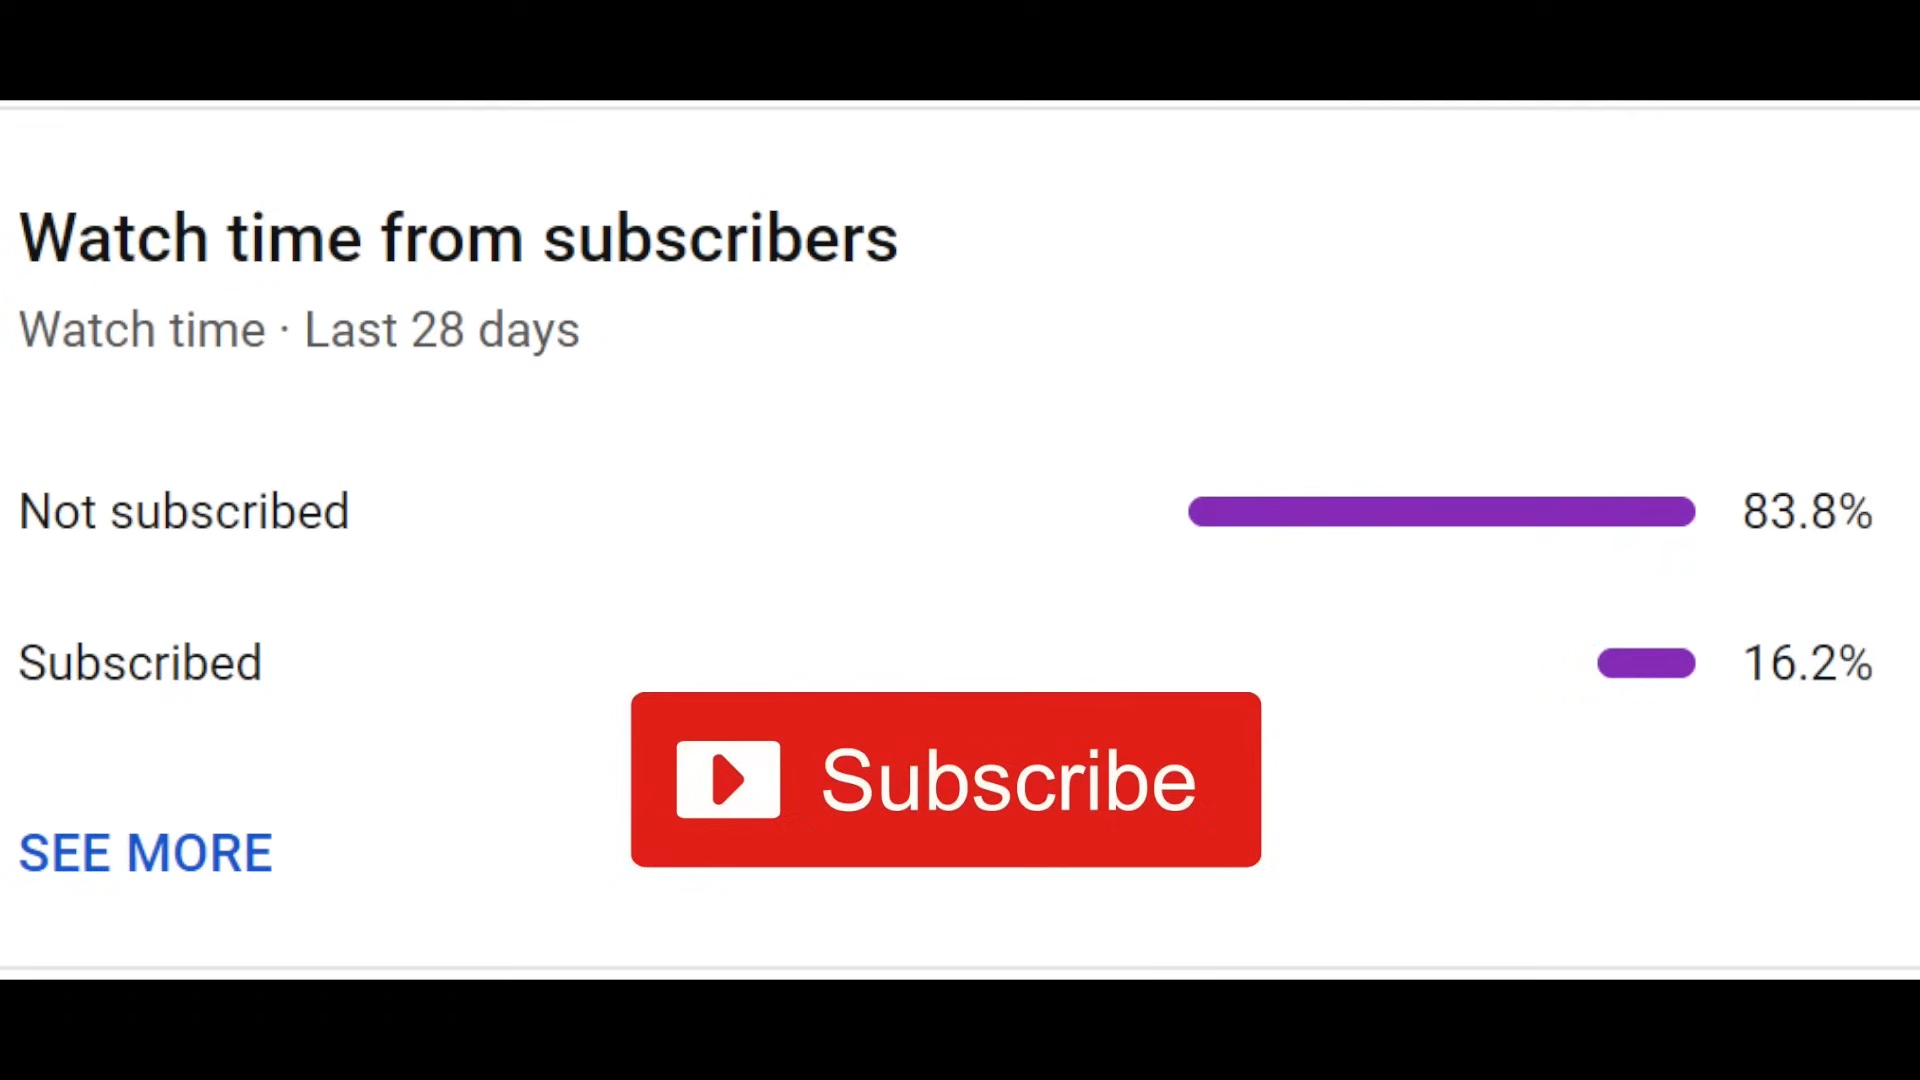 Watch time from subscribers
Watch time · Last 28 days
Not subscribed 83.8%
Subscribed 16.2%
Subscribe
SEE MORE